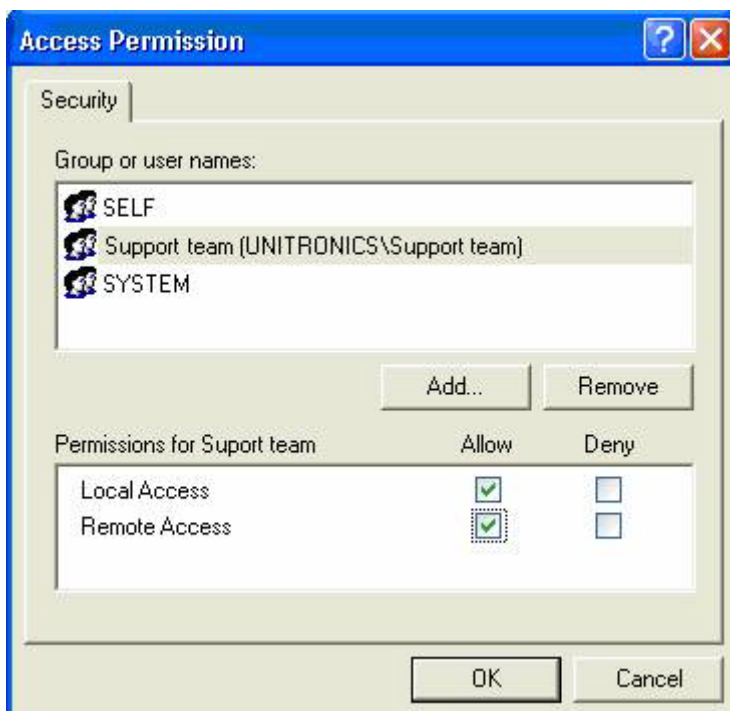 Access Permission
Security
Group or user names:
SELF
Support team (UNITRONICS\Support team)
SYSTEM
Add... Remove
Permissions for Suport team Allow Deny
Local Access
Remote Access
OK Cancel